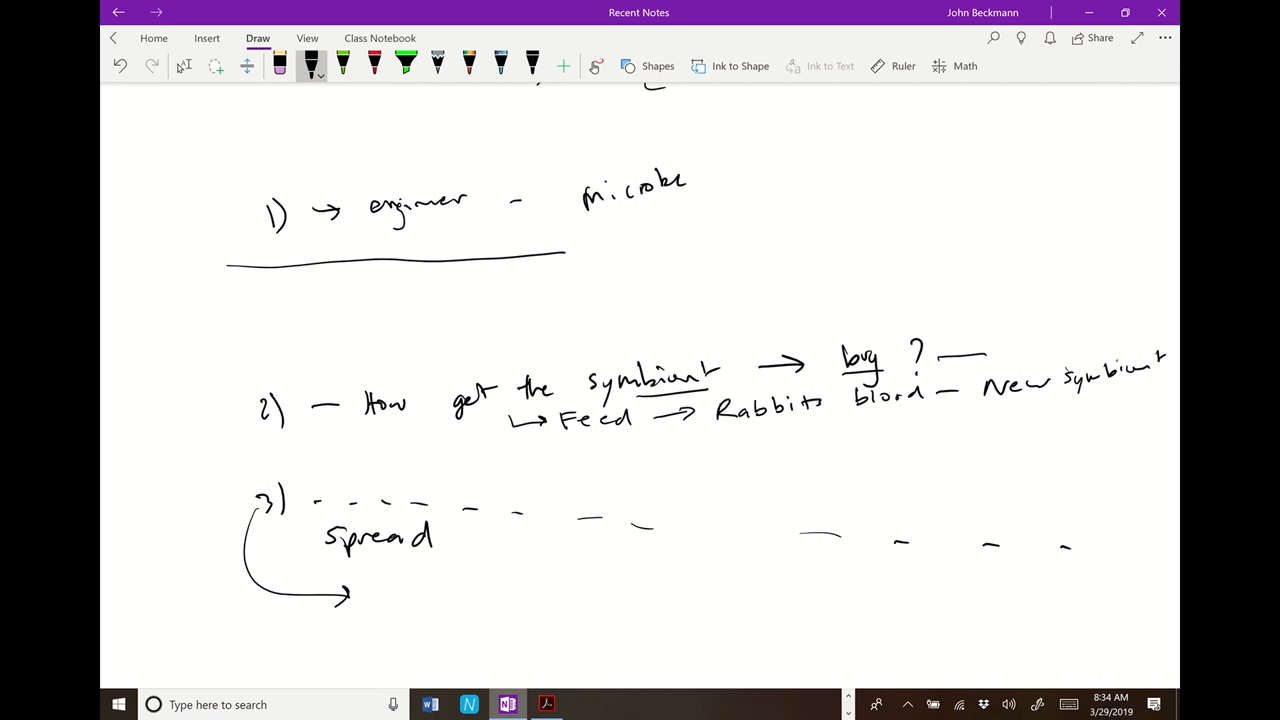 Recent Notes
John Beckmann
Home Insert Draw View Class Notebook
Share
Shapes Ink to Shape Ink to Text Ruler Math
1) → engineer - microbe
2) — How get the symbiont → bug ? —
↳ Feed → Rabbits blood — New symbiont
3) - - - - - - - - - - - -
spread
Type here to search
8:34 AM
3/29/2019